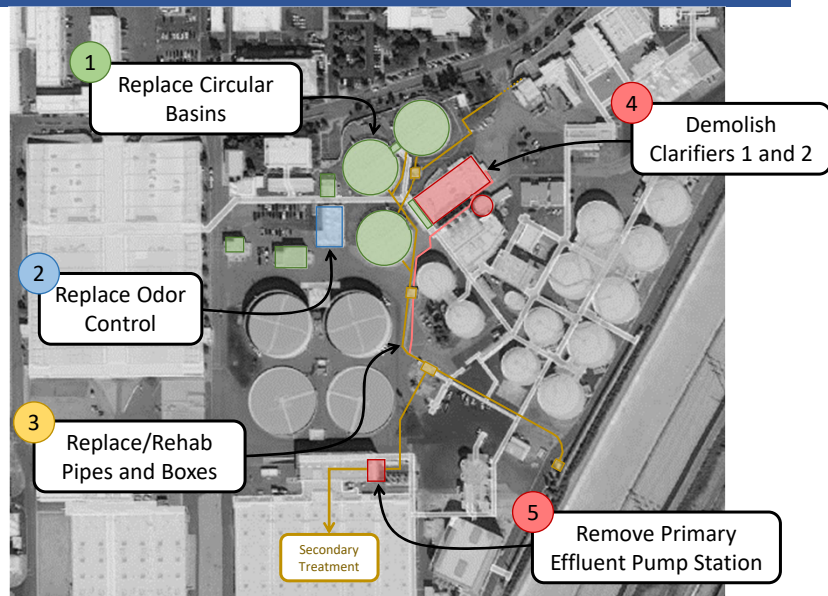 1
Replace Circular
Basins
4
Demolish
Clarifiers 1 and 2
2
Replace Odor
Control
3
Replace/Rehab
Pipes and Boxes
5
Remove Primary
Effluent Pump Station
Secondary
Treatment